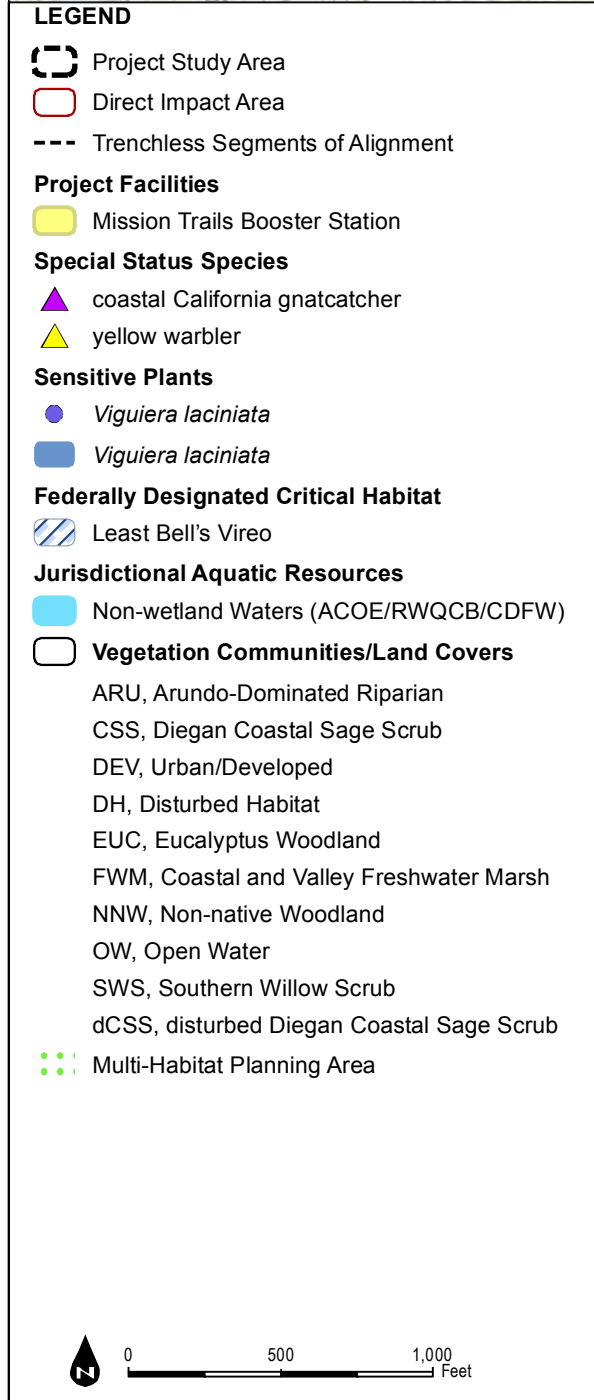 LEGEND
Project Study Area
Direct Impact Area
Trenchless Segments of Alignment
Project Facilities
Mission Trails Booster Station
Special Status Species
coastal California gnatcatcher
yellow warbler
Sensitive Plants
Viguiera laciniata
Viguiera laciniata
Federally Designated Critical Habitat
Least Bell's Vireo
Jurisdictional Aquatic Resources
Non-wetland Waters (ACOE/RWQCB/CDFW)
Vegetation Communities/Land Covers
ARU, Arundo-Dominated Riparian
CSS, Diegan Coastal Sage Scrub
DEV, Urban/Developed
DH, Disturbed Habitat
EUC, Eucalyptus Woodland
FWM, Coastal and Valley Freshwater Marsh
NNW, Non-native Woodland
OW, Open Water
SWS, Southern Willow Scrub
dCSS, disturbed Diegan Coastal Sage Scrub
Multi-Habitat Planning Area
N 0 500 1,000
Feet